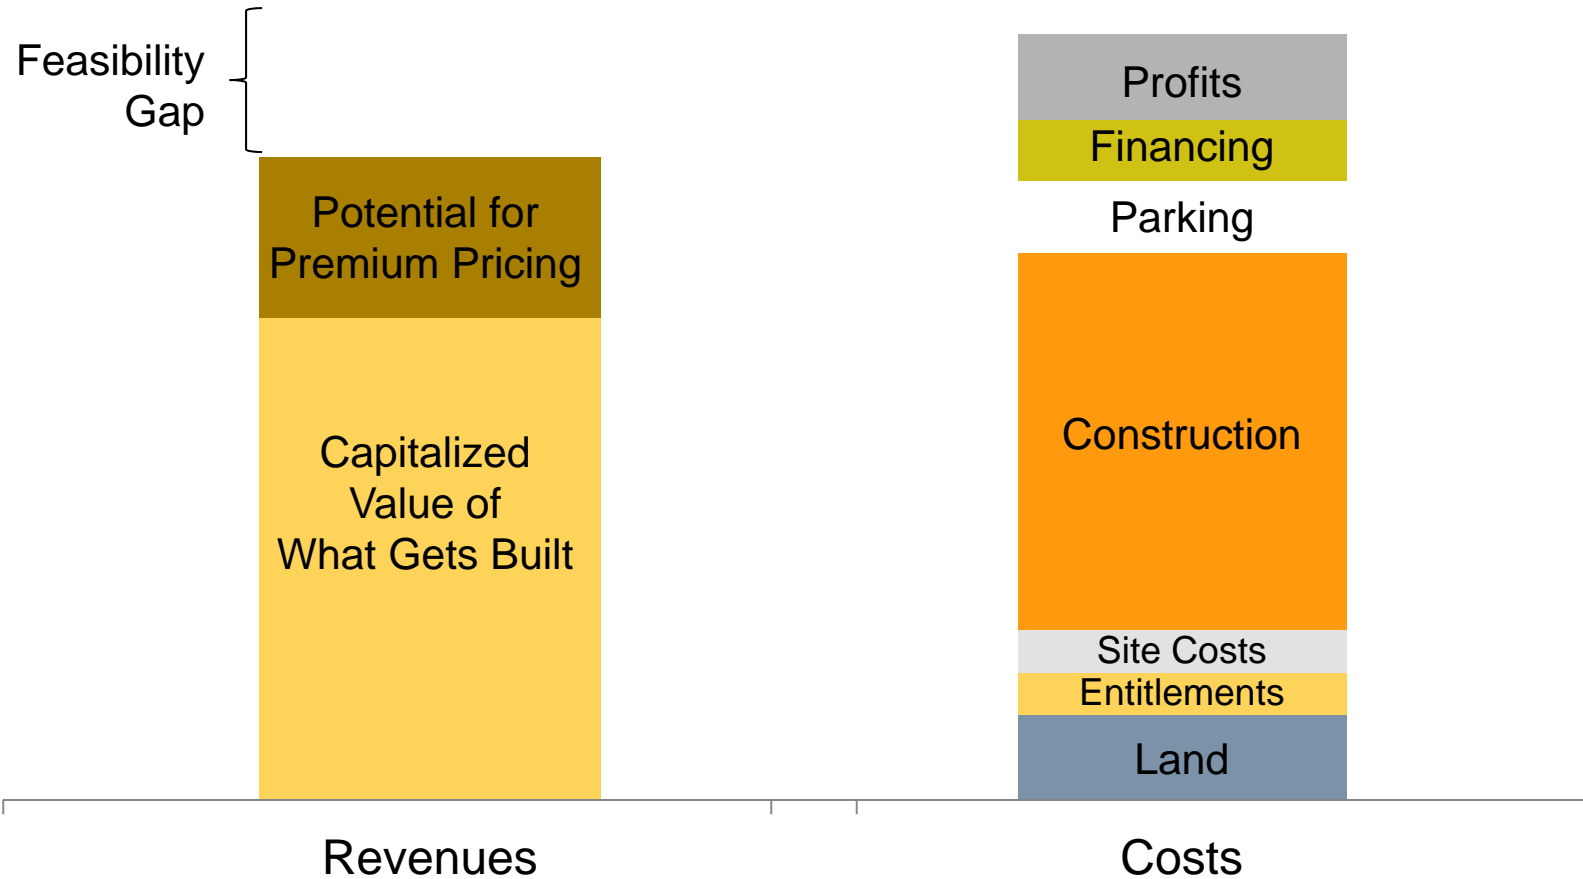 Feasibility
Gap
Potential for
Premium Pricing
Capitalized
Value of
What Gets Built
Revenues
Profits
Financing
Parking
Construction
Site Costs
Entitlements
Land
Costs